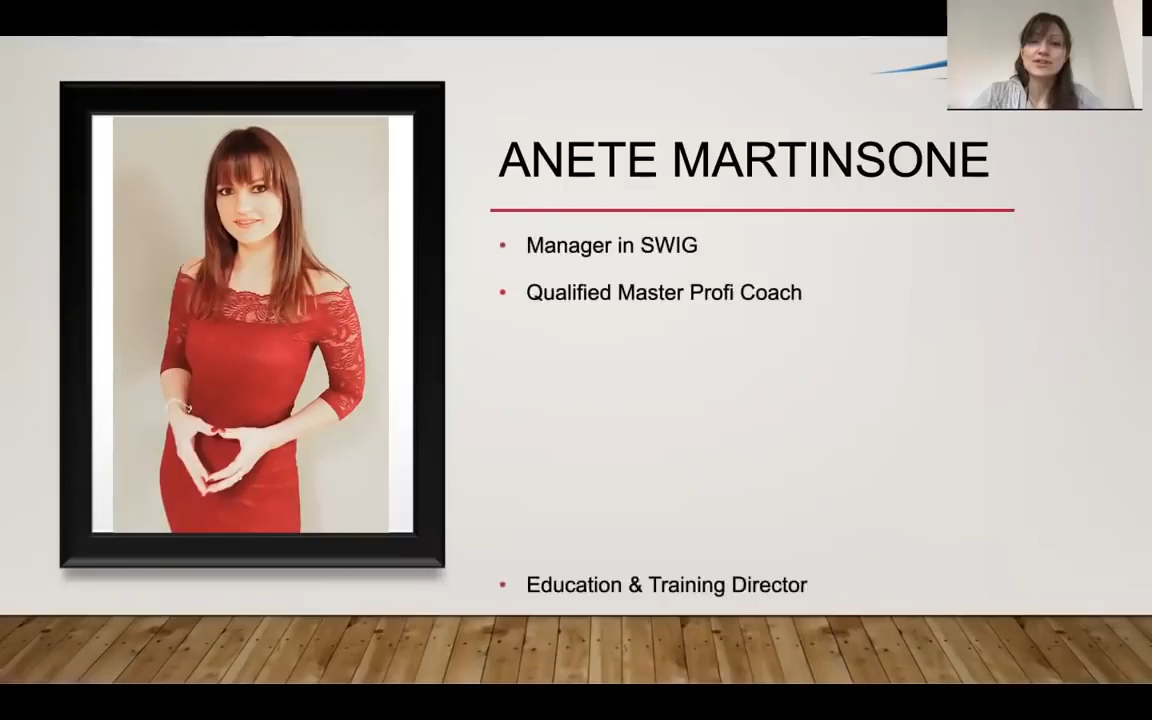 ANETE MARTINSONE
• Manager in SWIG
• Qualified Master Profi Coach
• Education & Training Director